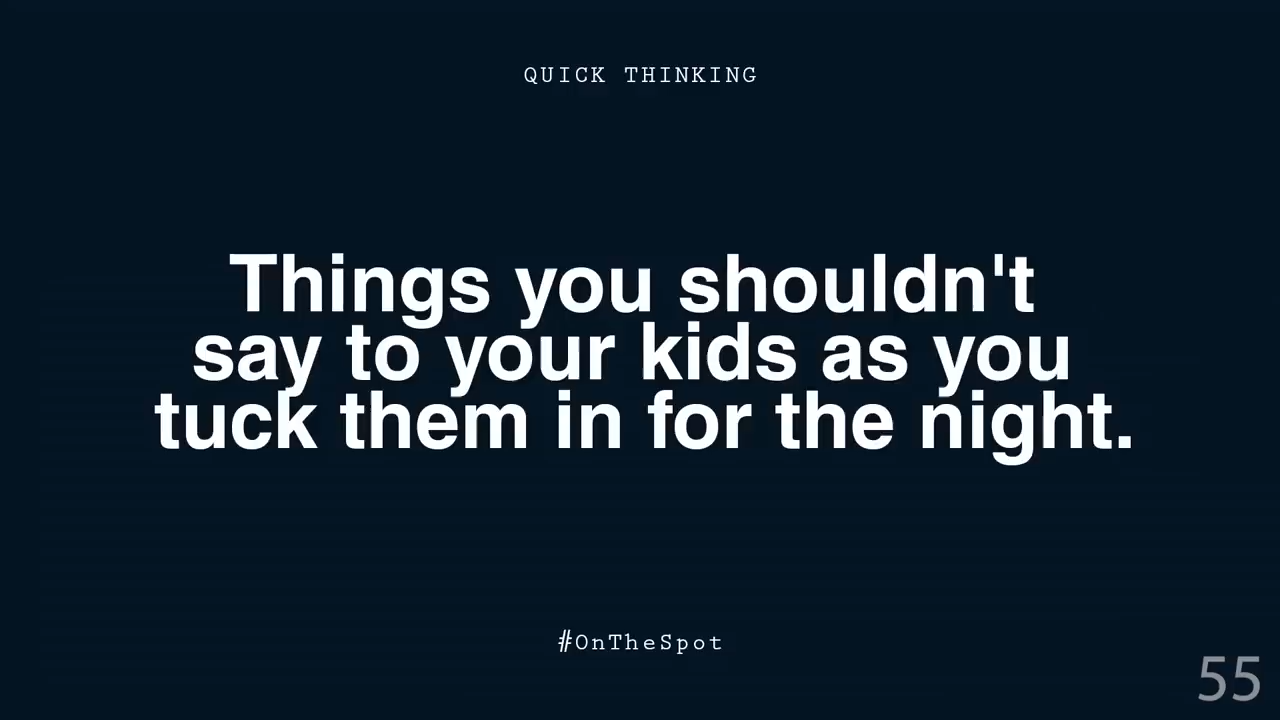 QUICK THINKING
Things you shouldn't
say to your kids as you
tuck them in for the night.
#OnTheSpot
55